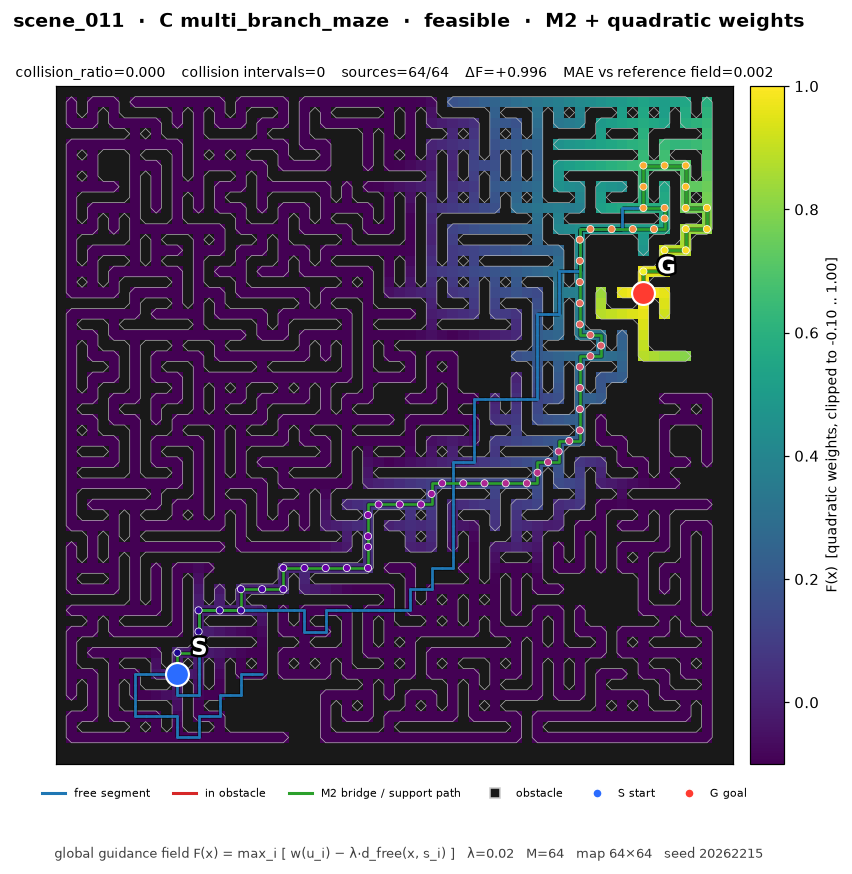 scene_011 · C multi_branch_maze · feasible · M2 + quadratic weights
collision_ratio=0.000 collision intervals=0 sources=64/64 ΔF=+0.996 MAE vs reference field=0.002
G
S
1.0
0.8
0.6
0.4
0.2
0.0
F(x) [quadratic weights, clipped to -0.10 .. 1.00]
free segment in obstacle M2 bridge / support path obstacle S start G goal
global guidance field F(x) = max_i [ w(u_i) − λ·d_free(x, s_i) ] λ=0.02 M=64 map 64×64 seed 20262215